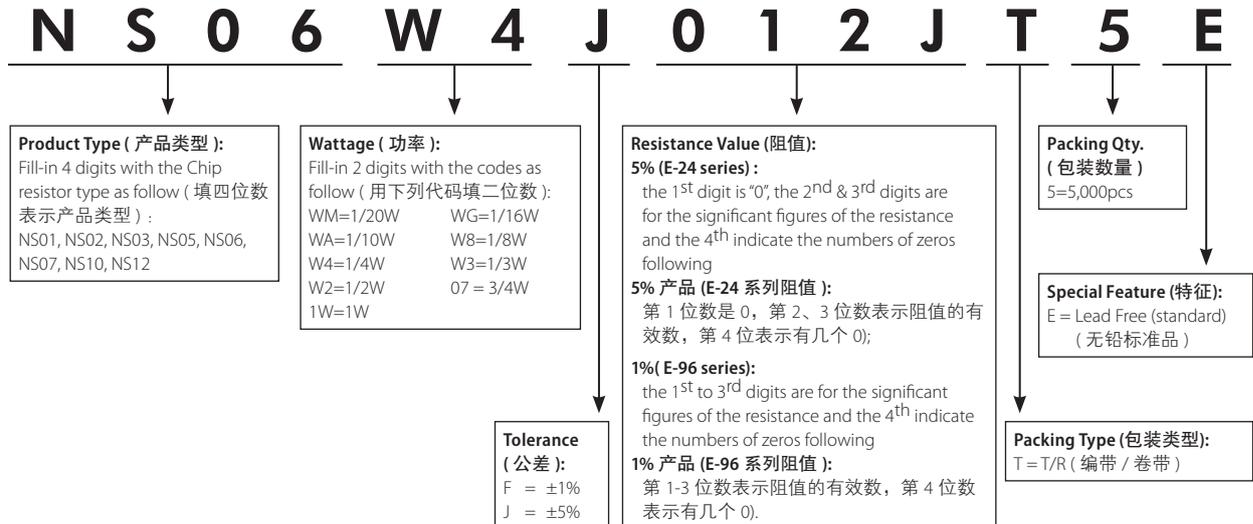 N S 0 6 W 4 J 0 1 2 J T 5 E
Product Type ( 产品类型 ):
Fill-in 4 digits with the Chip
resistor type as follow ( 填四位数
表示产品类型 ) :
NS01, NS02, NS03, NS05, NS06,
NS07, NS10, NS12
Wattage ( 功率 ):
Fill-in 2 digits with the codes as
follow ( 用下列代码填二位数 ):
WM=1/20W WG=1/16W
WA=1/10W W8=1/8W
W4=1/4W W3=1/3W
W2=1/2W 07 = 3/4W
1W=1W
Tolerance
( 公差 ):
F = ±1%
J = ±5%
Resistance Value (阻值):
5% (E-24 series) :
the 1st digit is “0”, the 2nd & 3rd digits are
for the significant figures of the resistance
and the 4th indicate the numbers of zeros
following
5% 产品 (E-24 系列阻值 ):
第 1 位数是 0，第 2、3 位数表示阻值的有
效数，第 4 位表示有几个 0);
1%( E-96 series):
the 1st to 3rd digits are for the significant
figures of the resistance and the 4th indicate
the numbers of zeros following
1% 产品 (E-96 系列阻值 ):
第 1-3 位数表示阻值的有效数，第 4 位数
表示有几个 0).
Packing Type (包装类型):
T = T/R ( 编带 / 卷带 )
Packing Qty.
( 包装数量 )
5=5,000pcs
Special Feature (特征):
E = Lead Free (standard)
( 无铅标准品 )